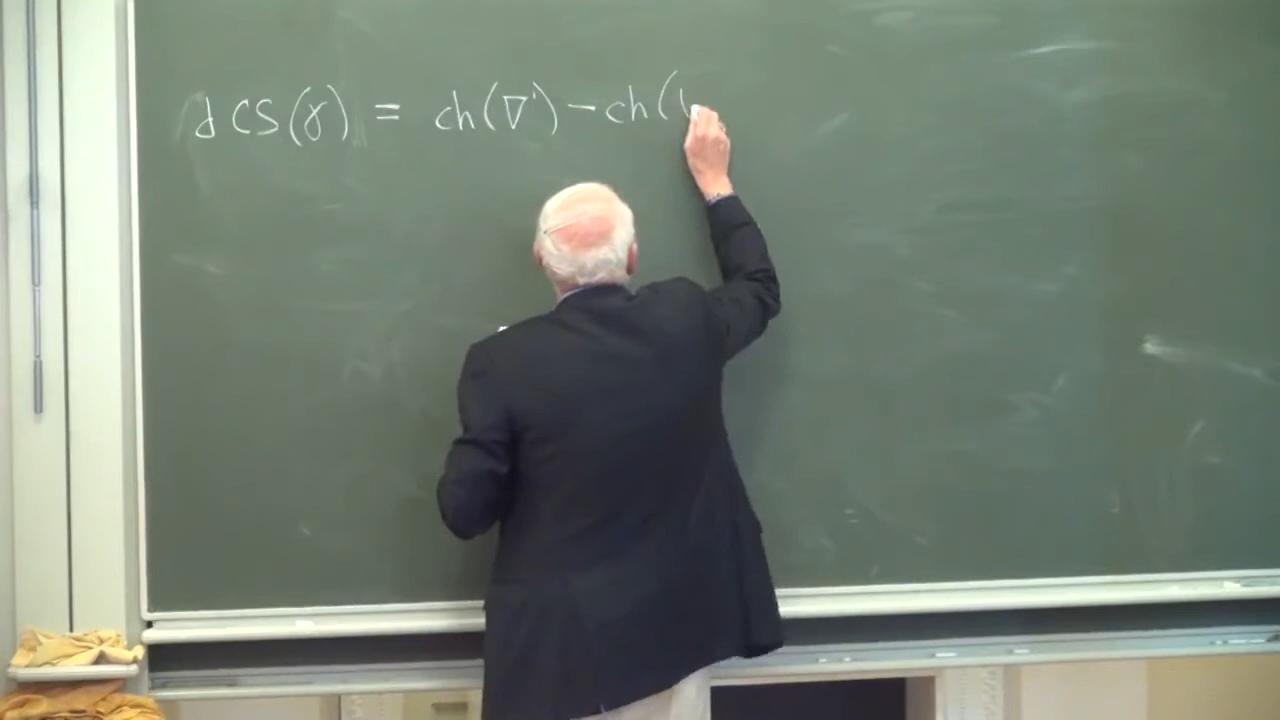 d CS(γ) = ch(∇') - ch(